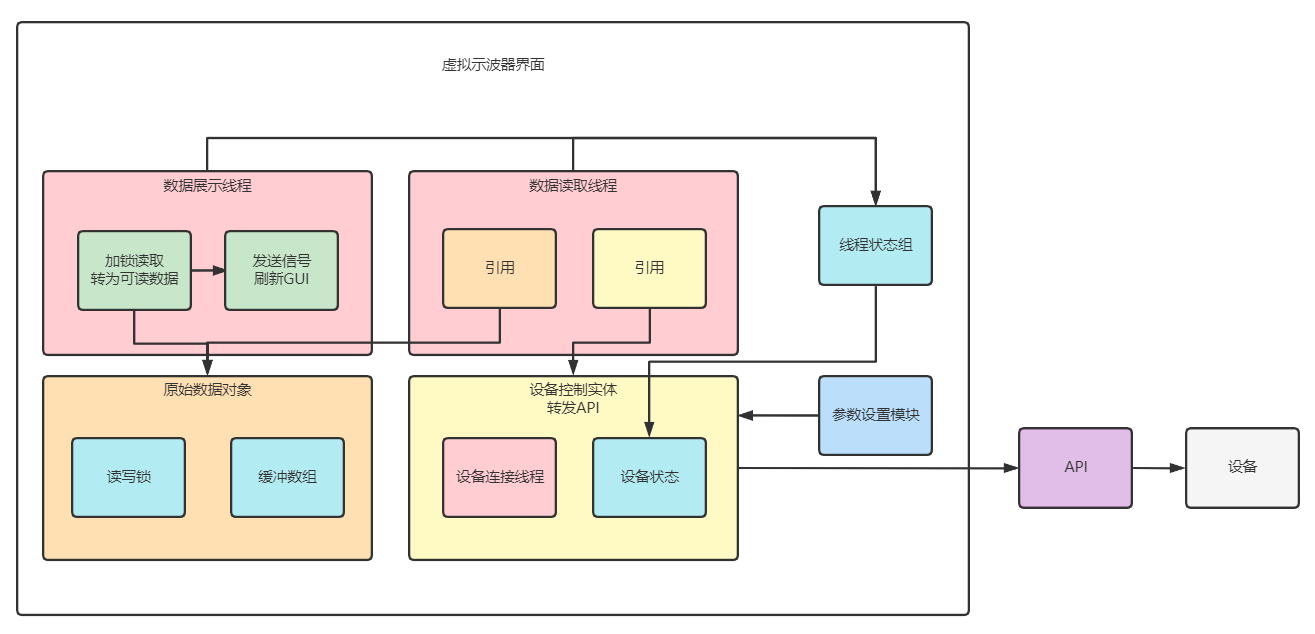 虚拟示波器界面
数据展示线程
加锁读取
转为可读数据
发送信号
刷新GUI
数据读取线程
引用
引用
线程状态组
原始数据对象
读写锁
缓冲数组
设备控制实体
转发API
设备连接线程
设备状态
参数设置模块
API
设备